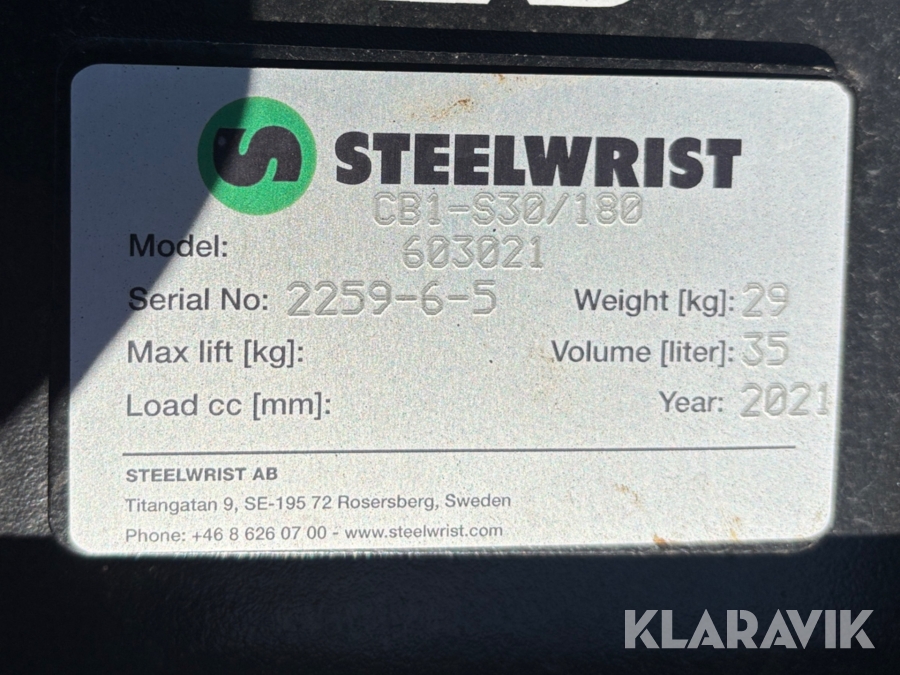 STEELWRIST
CB1-S30/180
Model: 603021
Serial No: 2259-6-5 Weight [kg]: 29
Max lift [kg]: Volume [liter]: 35
Load cc [mm]: Year: 2021
STEELWRIST AB
Titangatan 9, SE-195 72 Rosersberg, Sweden
Phone: +46 8 626 07 00 - www.steelwrist.com
KLARAVIK